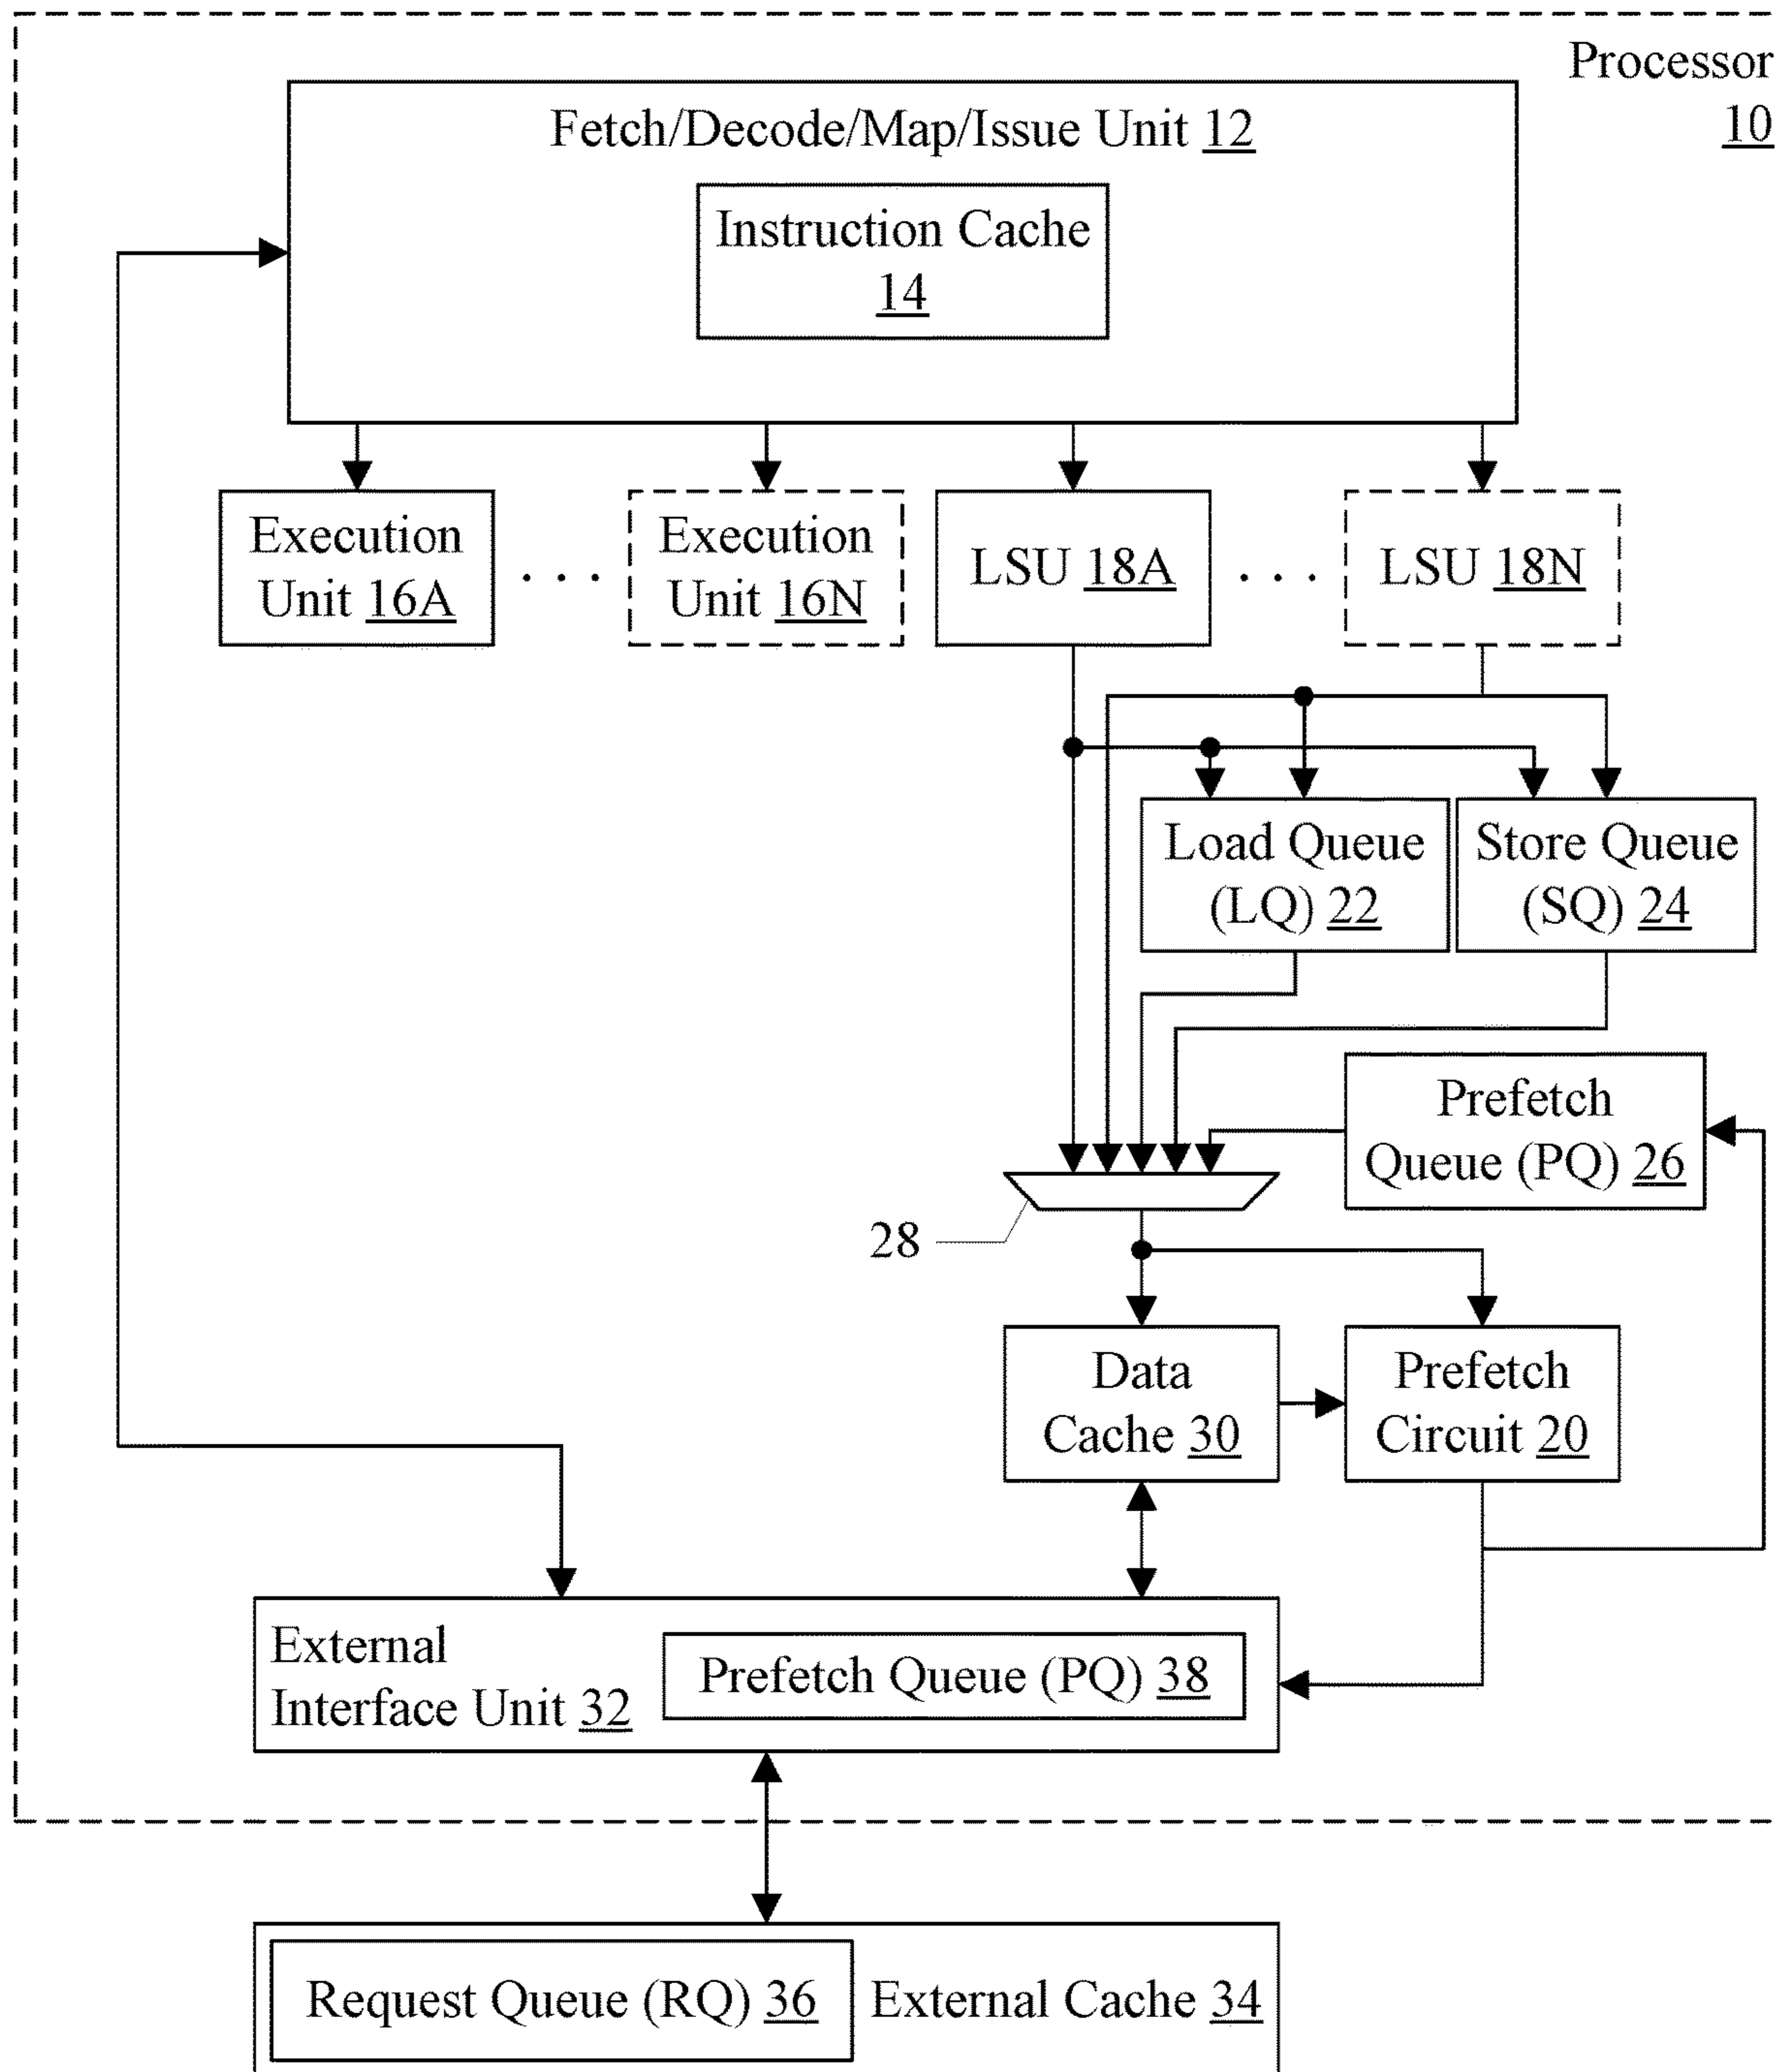 Processor
10
Fetch/Decode/Map/Issue Unit 12
Instruction Cache
14
Execution
Unit 16A
. . .
Execution
Unit 16N
LSU 18A
. . .
LSU 18N
Load Queue
(LQ) 22
Store Queue
(SQ) 24
Prefetch
Queue (PQ) 26
28
Data
Cache 30
Prefetch
Circuit 20
External
Interface Unit 32
Prefetch Queue (PQ) 38
Request Queue (RQ) 36
External Cache 34